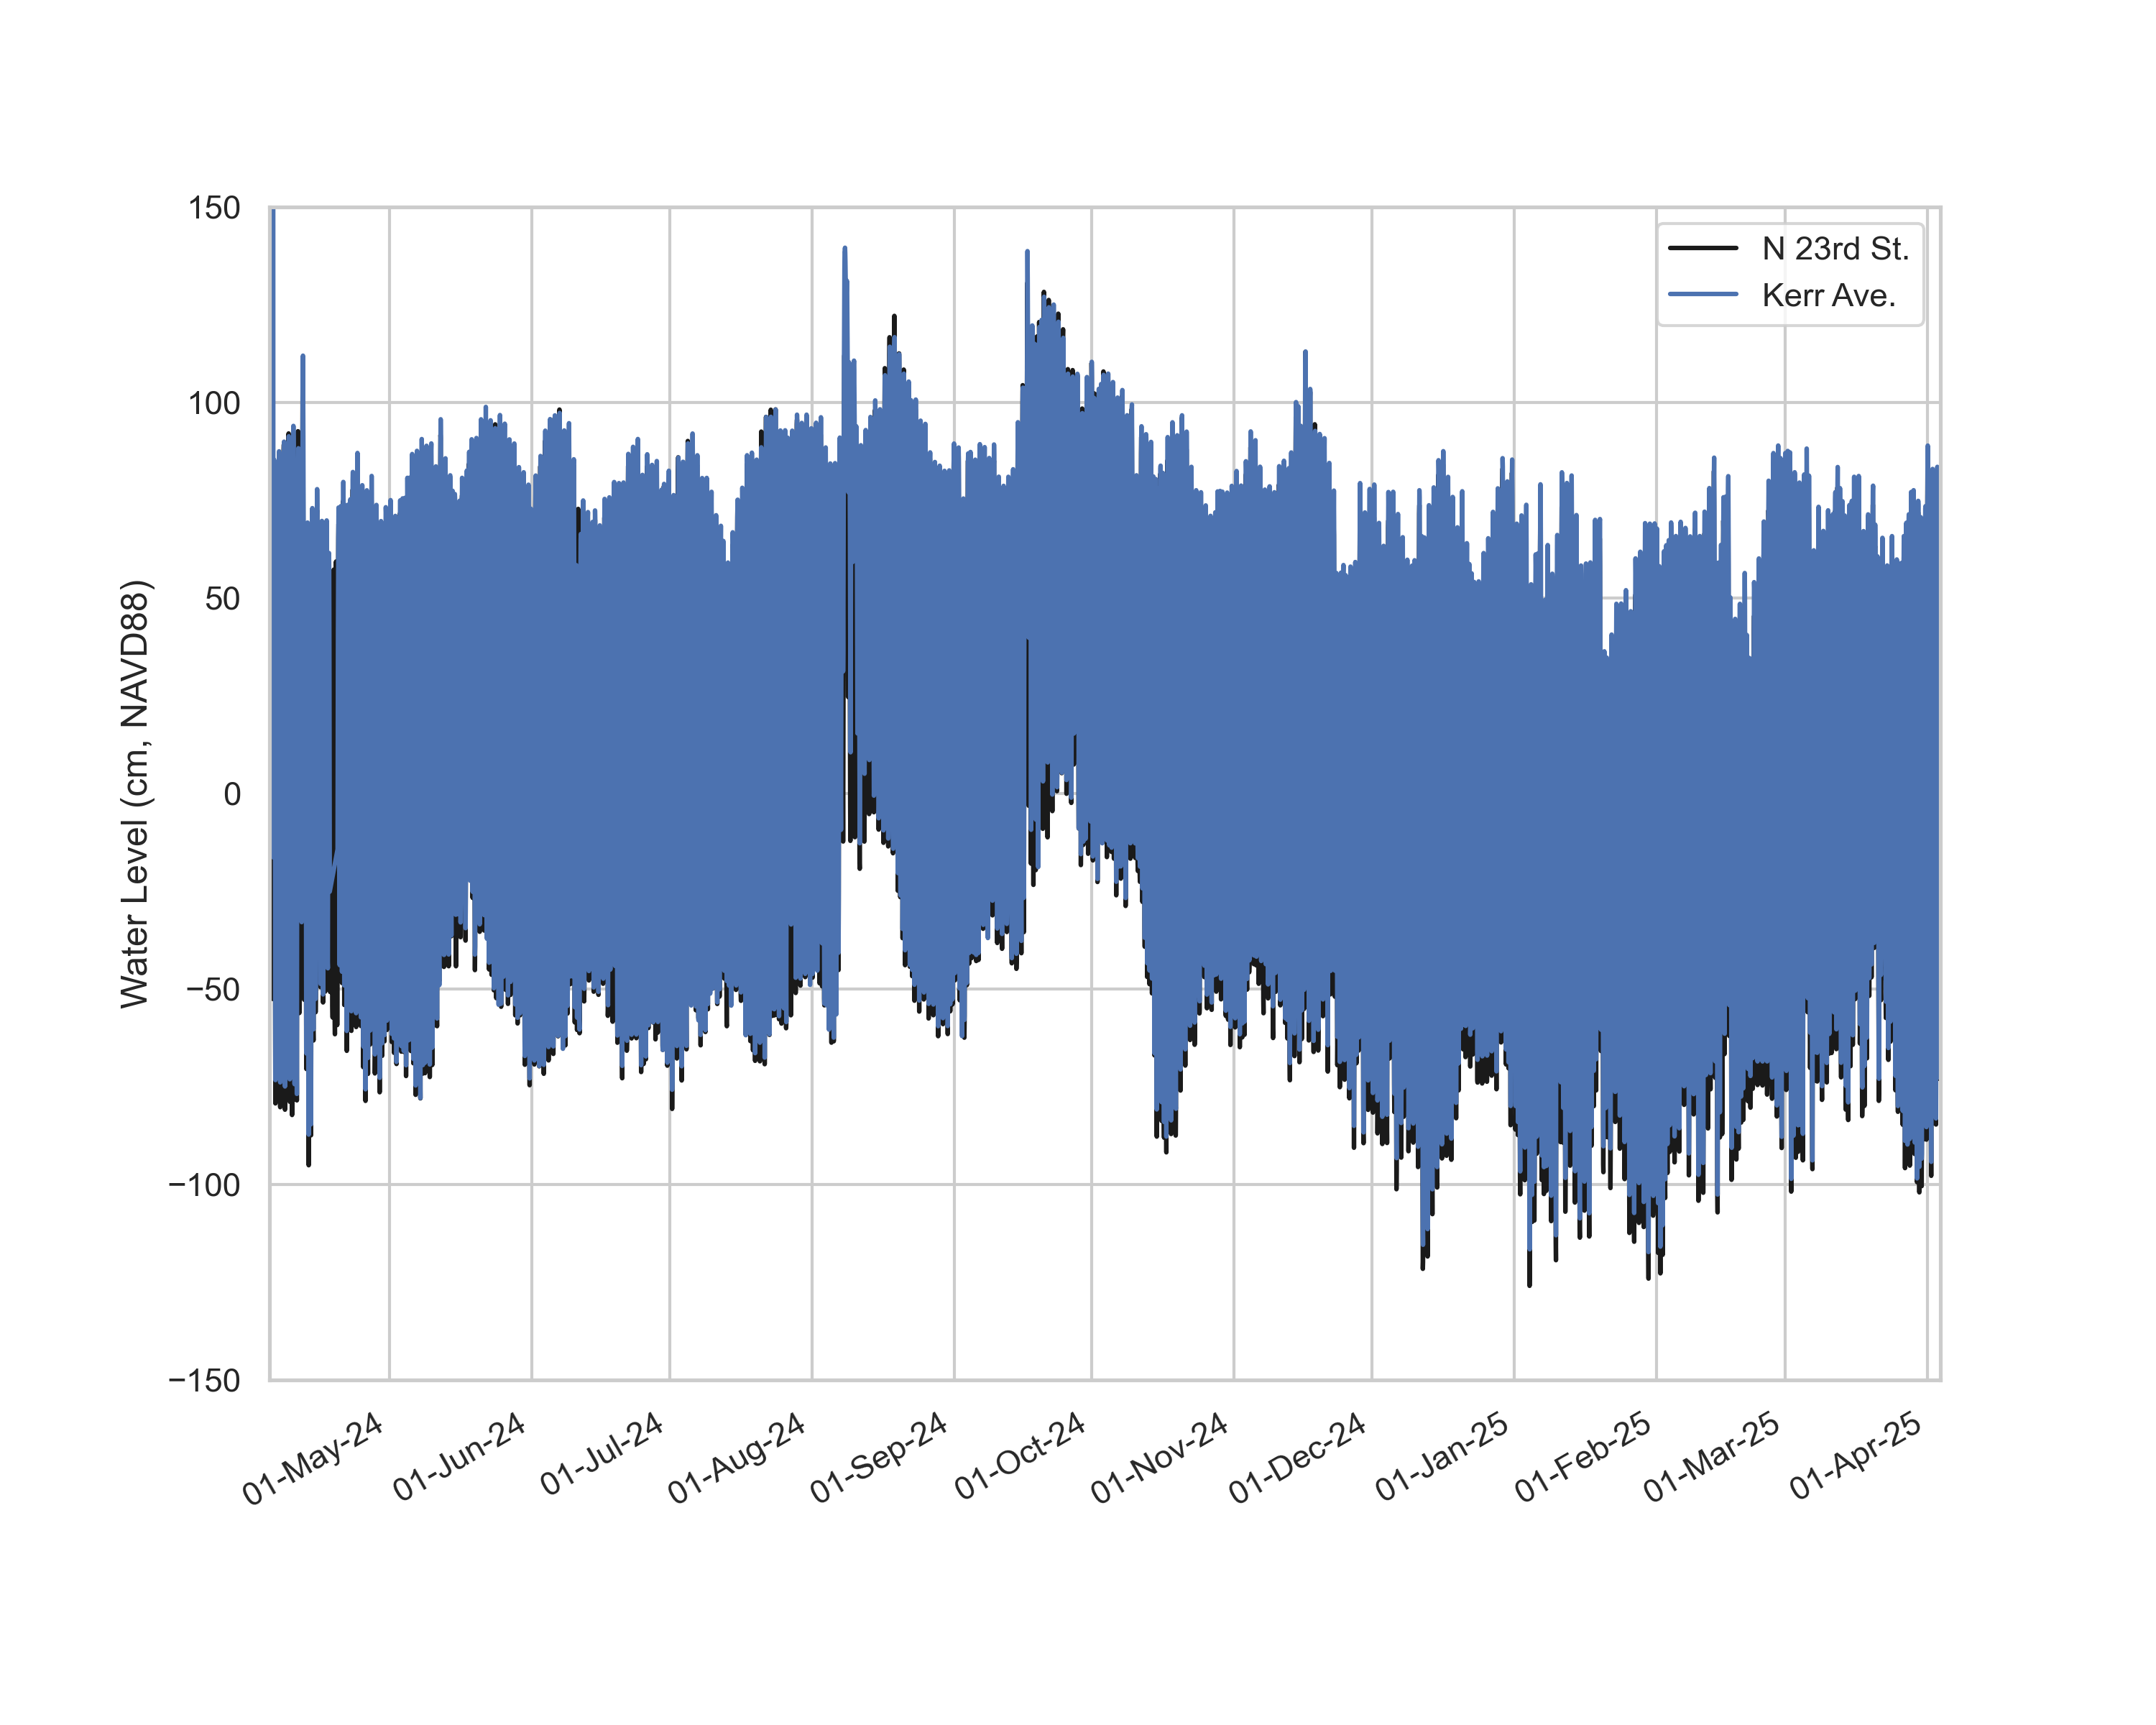 Water Level (cm, NAVD88)
150
100
50
0
−50
−100
−150
N 23rd St.
Kerr Ave.
01-May-24
01-Jun-24
01-Jul-24
01-Aug-24
01-Sep-24
01-Oct-24
01-Nov-24
01-Dec-24
01-Jan-25
01-Feb-25
01-Mar-25
01-Apr-25